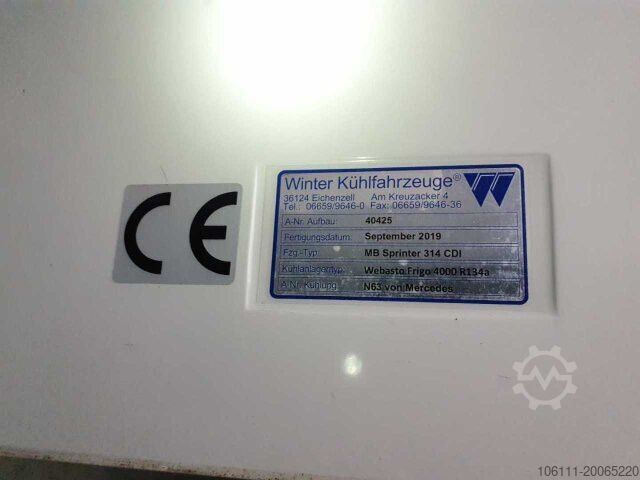 CE
Winter Kühlfahrzeuge®
36124 Eichenzell Am Kreuzacker 4
Tel.: 06659/9646-0 Fax: 06659/9646-36
A-Nr. Aufbau: 40425
Fertigungsdatum: September 2019
Fzg.-Typ: MB Sprinter 314 CDI
Kühlanlagentyp: Webasto Frigo 4000 R134a
A-Nr. Kühlung N63 von Mercedes
106111-20065220